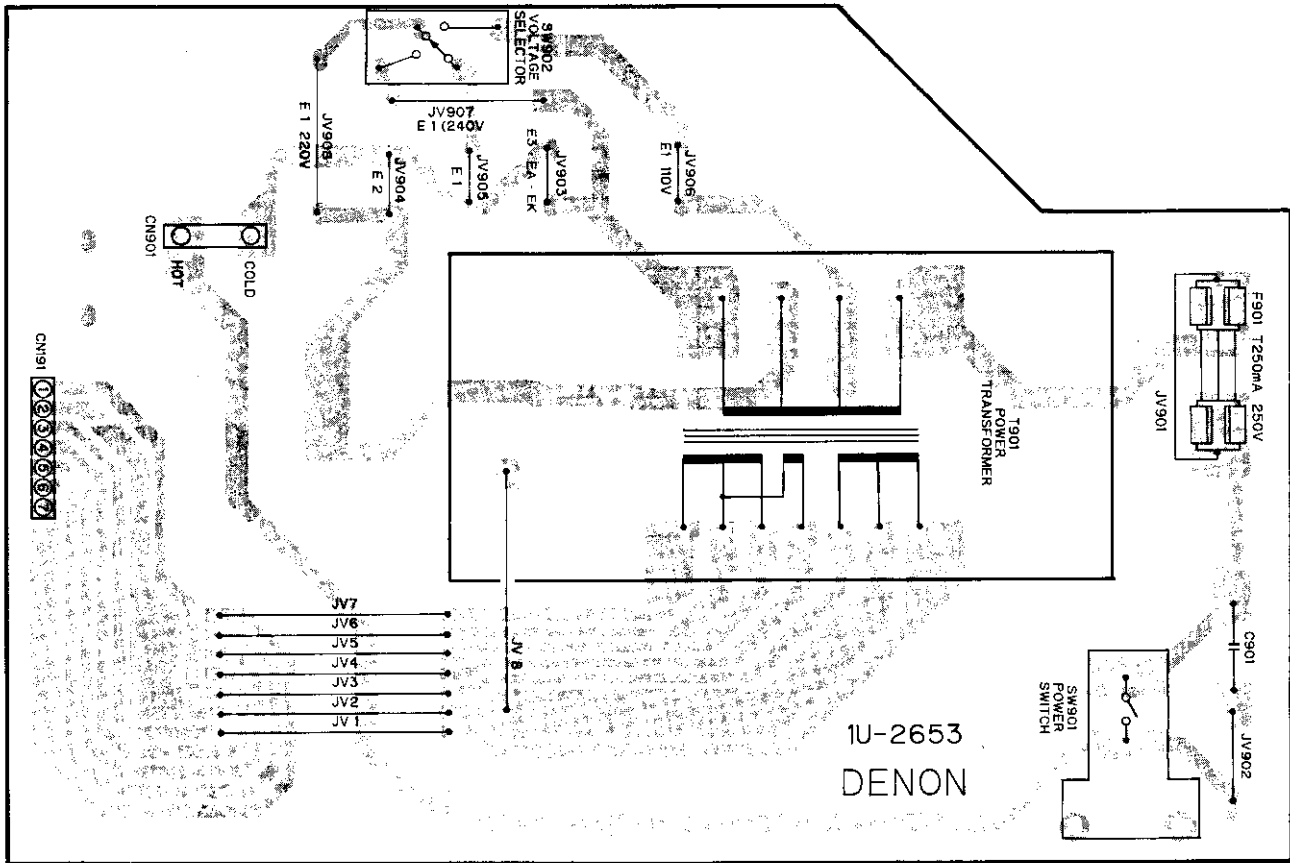 SW902
VOLTAGE
SELECTOR
JV907
E1(240V
JV908
E1 220V
JV904
E2
JV905
E1
JV903
E3·EA·EK
JV906
E1 110V
CN901
HOT
COLD
F901 T250mA 250V
JV901
T901
POWER
TRANSFORMER
CN191
1 2 3 4 5 6 7
JV7
JV6
JV5
JV4
JV3
JV2
JV1
JV8
C901
JV902
SW901
POWER
SWITCH
1U-2653
DENON